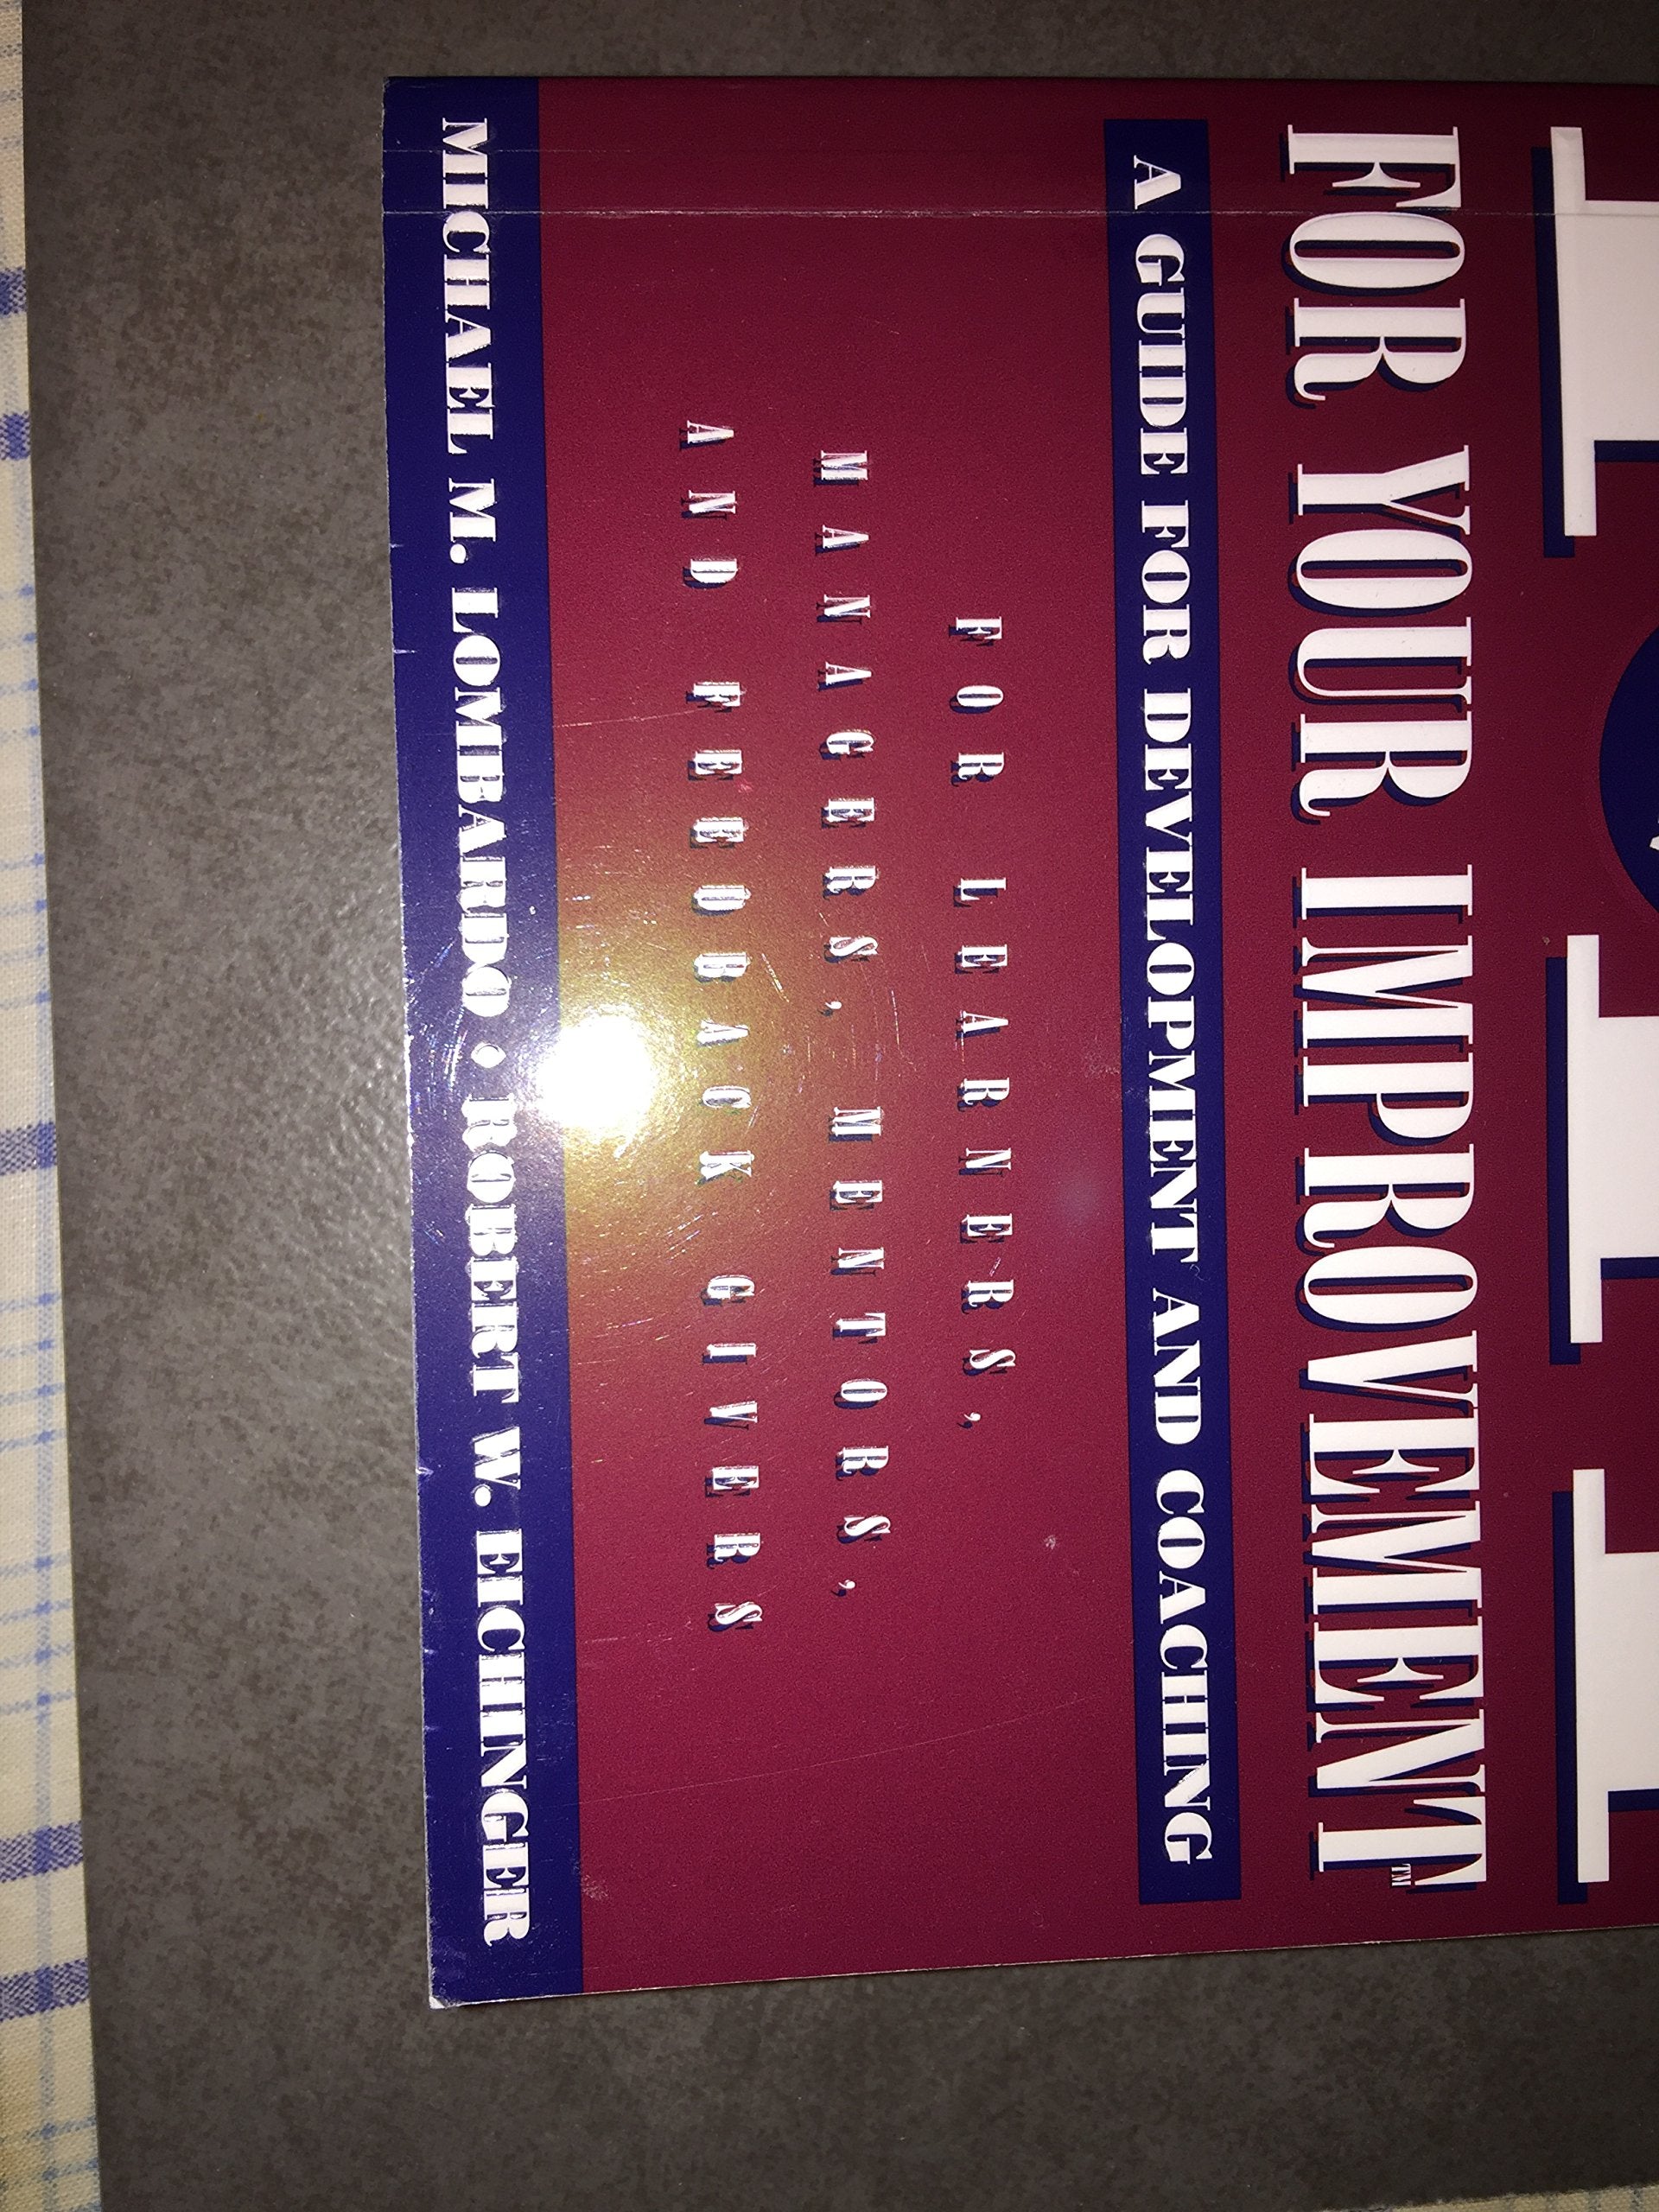 FOR YOUR IMPROVEMENT™
A GUIDE FOR DEVELOPMENT AND COACHING
FOR LEARNERS,
MANAGERS, MENTORS,
AND FEEDBACK GIVERS
MICHAEL M. LOMBARDO • ROBERT W. EICHINGER